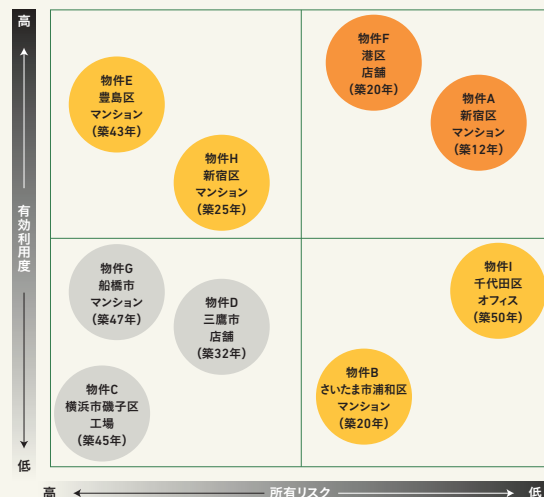 高
有効利用度
低
物件E
豊島区
マンション
(築43年)
物件H
新宿区
マンション
(築25年)
物件F
港区
店舗
(築20年)
物件A
新宿区
マンション
(築12年)
物件G
船橋市
マンション
(築47年)
物件D
三鷹市
店舗
(築32年)
物件C
横浜市磯子区
工場
(築45年)
物件I
千代田区
オフィス
(築50年)
物件B
さいたま市浦和区
マンション
(築20年)
高
所有リスク
低